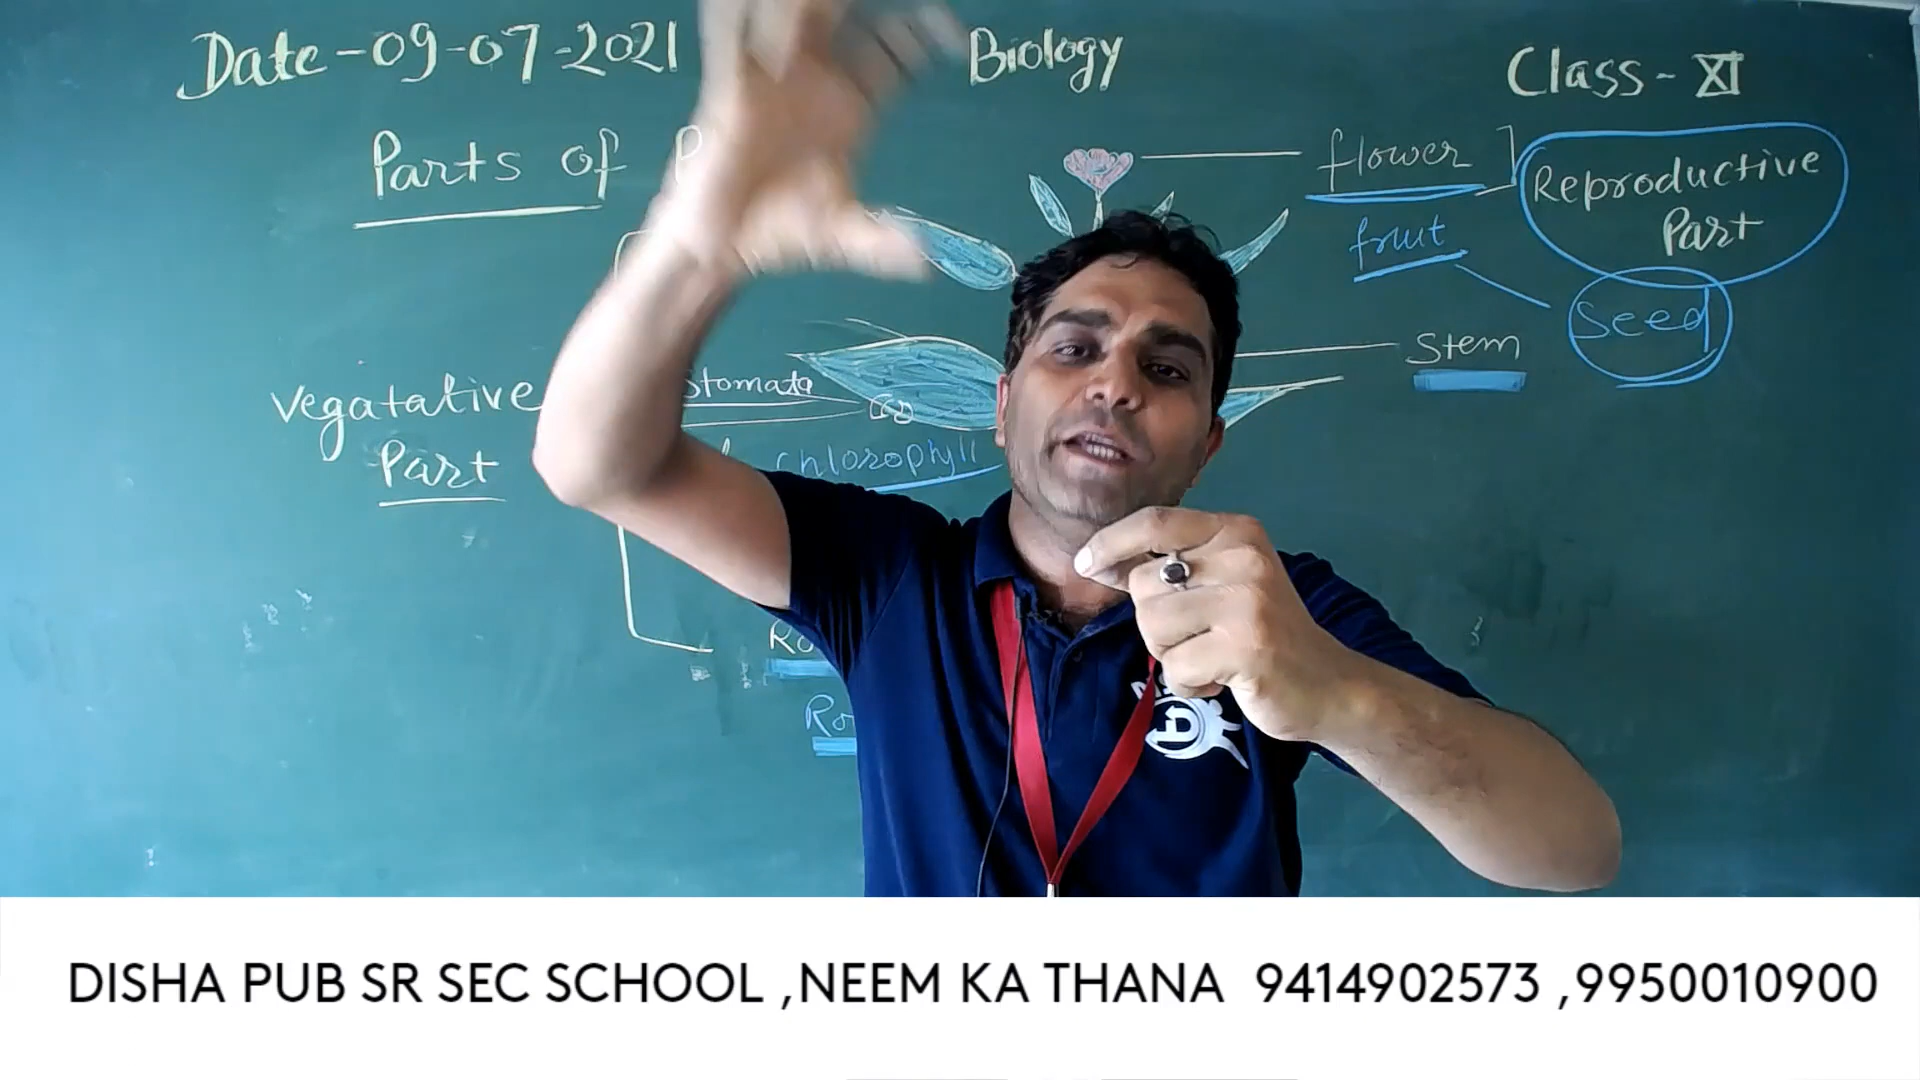 Date-09-07-2021 Biology Class-XI
Parts of
flower
Reproductive
Part
fruit
Seed
Stem
Vegatative
Part
Stomata
chlorophyll
DISHA PUB SR SEC SCHOOL ,NEEM KA THANA 9414902573 ,9950010900